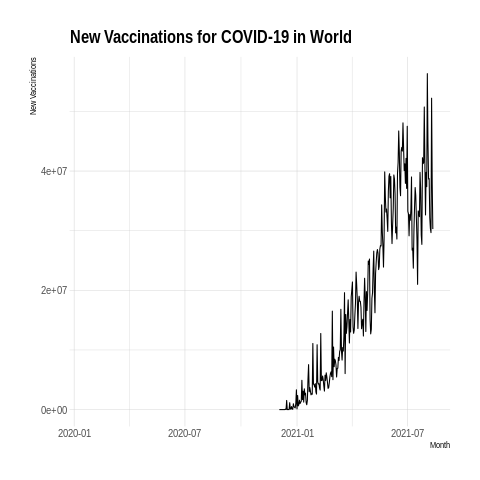 New Vaccinations for COVID-19 in World
New Vaccinations
4e+07
2e+07
0e+00
2020-01 2020-07 2021-01 2021-07
Month